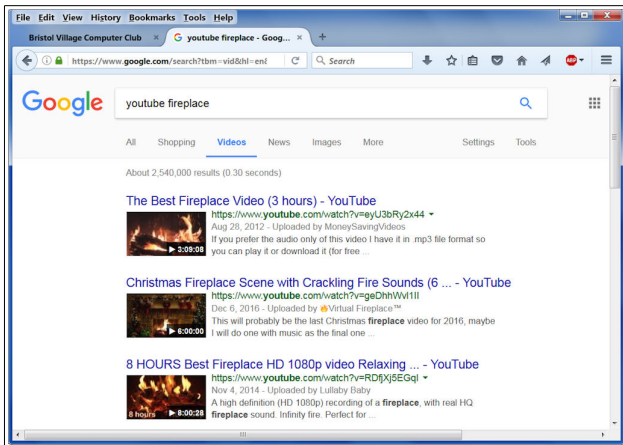 File Edit View History Bookmarks Tools Help
Bristol Village Computer Club × G youtube fireplace - Goog... × +
https://www.google.com/search?tbm=vid&hl=en& Search ABP
Google youtube fireplace
All Shopping Videos News Images More Settings Tools
About 2,540,000 results (0.30 seconds)
The Best Fireplace Video (3 hours) - YouTube
https://www.youtube.com/watch?v=eyU3bRy2x44
Aug 28, 2012 - Uploaded by MoneySavingVideos
If you prefer the audio only of this video I have it in .mp3 file format so
3:09:08 you can play it or download it (for free ...
Christmas Fireplace Scene with Crackling Fire Sounds (6 ... - YouTube
https://www.youtube.com/watch?v=geDhhWvI1II
Dec 6, 2016 - Uploaded by 🔥Virtual Fireplace™
This will probably be the last Christmas fireplace video for 2016, maybe
6:00:00 I will do one with music as the final one ...
8 HOURS Best Fireplace HD 1080p video Relaxing ... - YouTube
https://www.youtube.com/watch?v=RDfjXj5EGqI
Nov 4, 2014 - Uploaded by Lullaby Baby
A high definition (HD 1080p) recording of a fireplace, with real HQ
8 hours 8:00:28 fireplace sound. Infinity fire. Perfect for ...